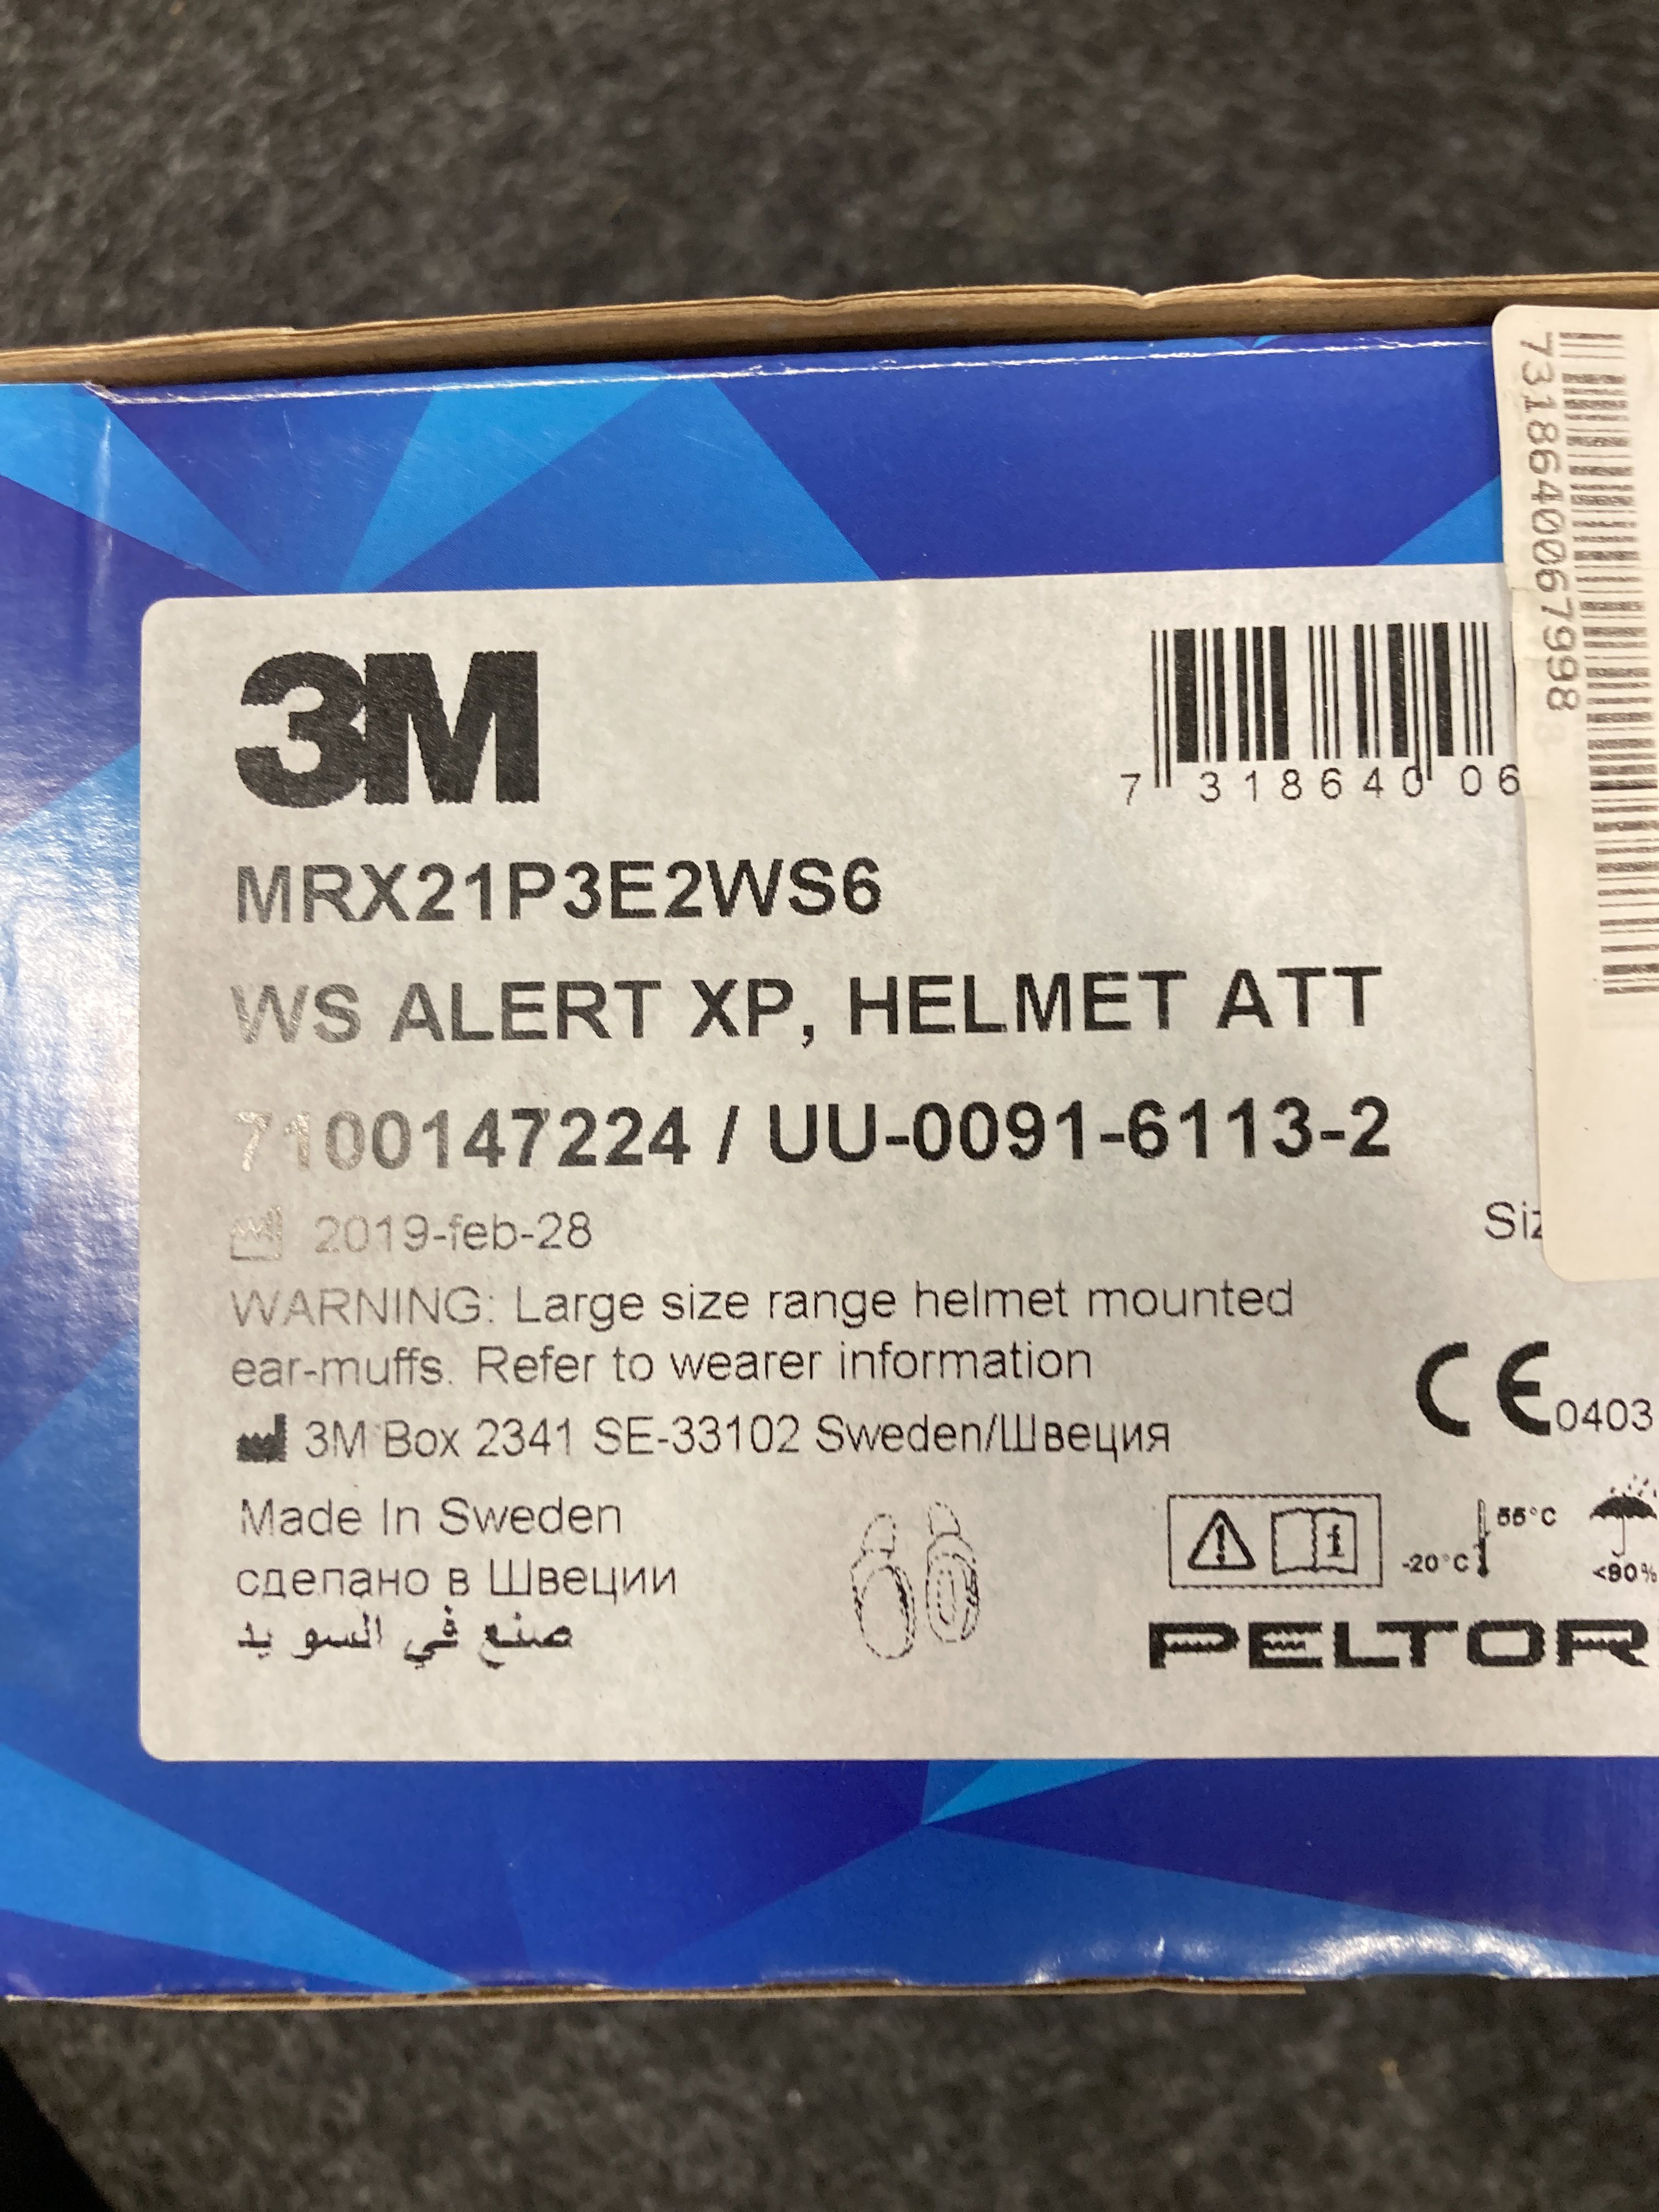 7318640067998
3M
7 318640 06
MRX21P3E2WS6
WS ALERT XP, HELMET ATT
7100147224 / UU-0091-6113-2
2019-feb-28
WARNING: Large size range helmet mounted
ear-muffs. Refer to wearer information
3M Box 2341 SE-33102 Sweden/Швеция
CE 0403
Made In Sweden
сделано в Швеции
صنع في السويد
55°C
-20°C
<90%
PELTOR